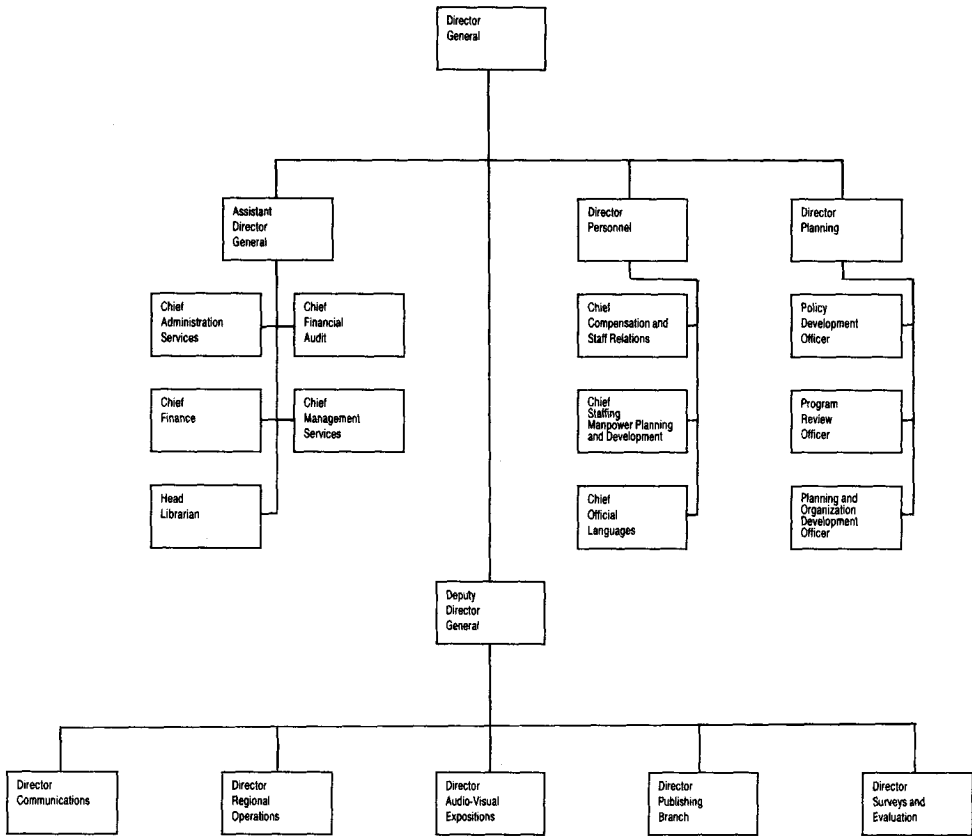 Director
General
Assistant
Director
General
Director
Personnel
Director
Planning
Chief
Administration
Services
Chief
Financial
Audit
Chief
Compensation and
Staff Relations
Policy
Development
Officer
Chief
Finance
Chief
Management
Services
Chief
Staffing
Manpower Planning
and Development
Program
Review
Officer
Head
Librarian
Chief
Official
Languages
Planning and
Organization
Development
Officer
Deputy
Director
General
Director
Communications
Director
Regional
Operations
Director
Audio-Visual
Expositions
Director
Publishing
Branch
Director
Surveys and
Evaluation